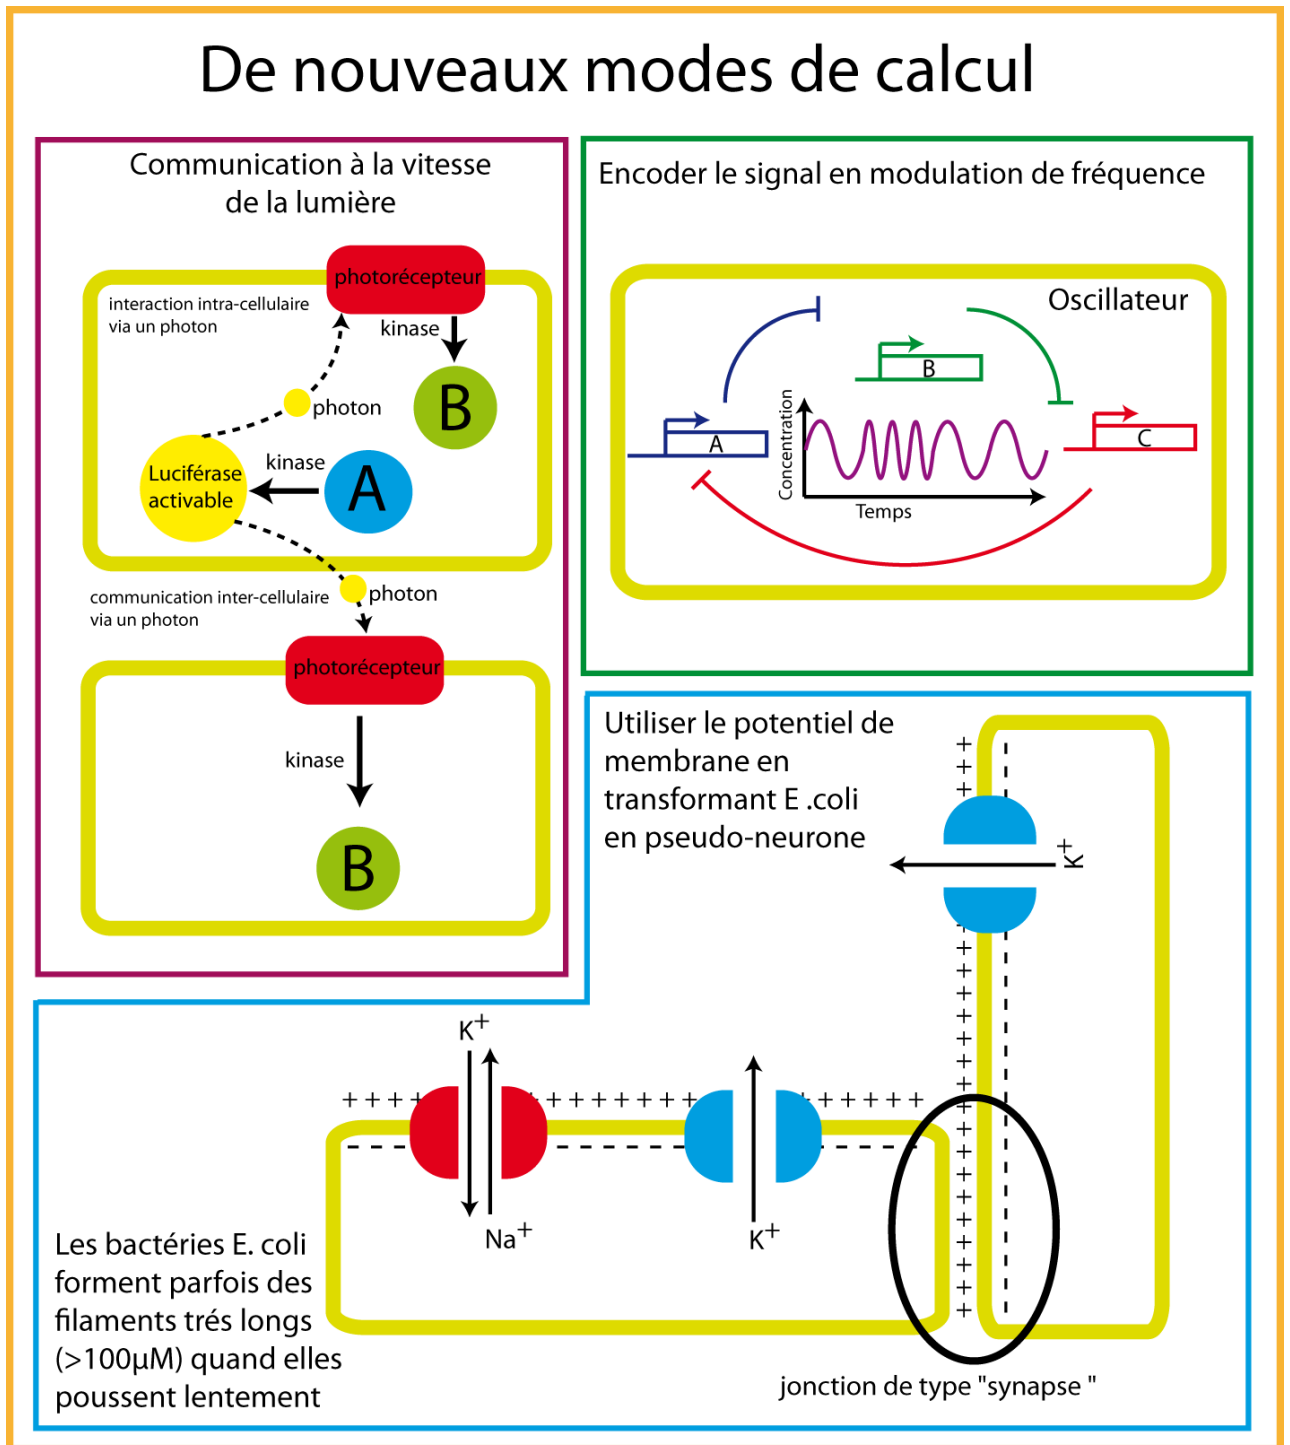 De nouveaux modes de calcul
Communication à la vitesse
de la lumière
photorécepteur
interaction intra-cellulaire
via un photon
kinase
photon
B
Luciférase
activable
kinase
A
communication inter-cellulaire
via un photon
photon
photorécepteur
kinase
B
Encoder le signal en modulation de fréquence
Oscillateur
B
A
C
Concentration
Temps
Utiliser le potentiel de
membrane en
transformant E .coli
en pseudo-neurone
+++
K+
+++++++++++++++++
K+
++++
+++++++
++++++
Na+
K+
Les bactéries E. coli
forment parfois des
filaments trés longs
(>100µM) quand elles
poussent lentement
jonction de type "synapse "